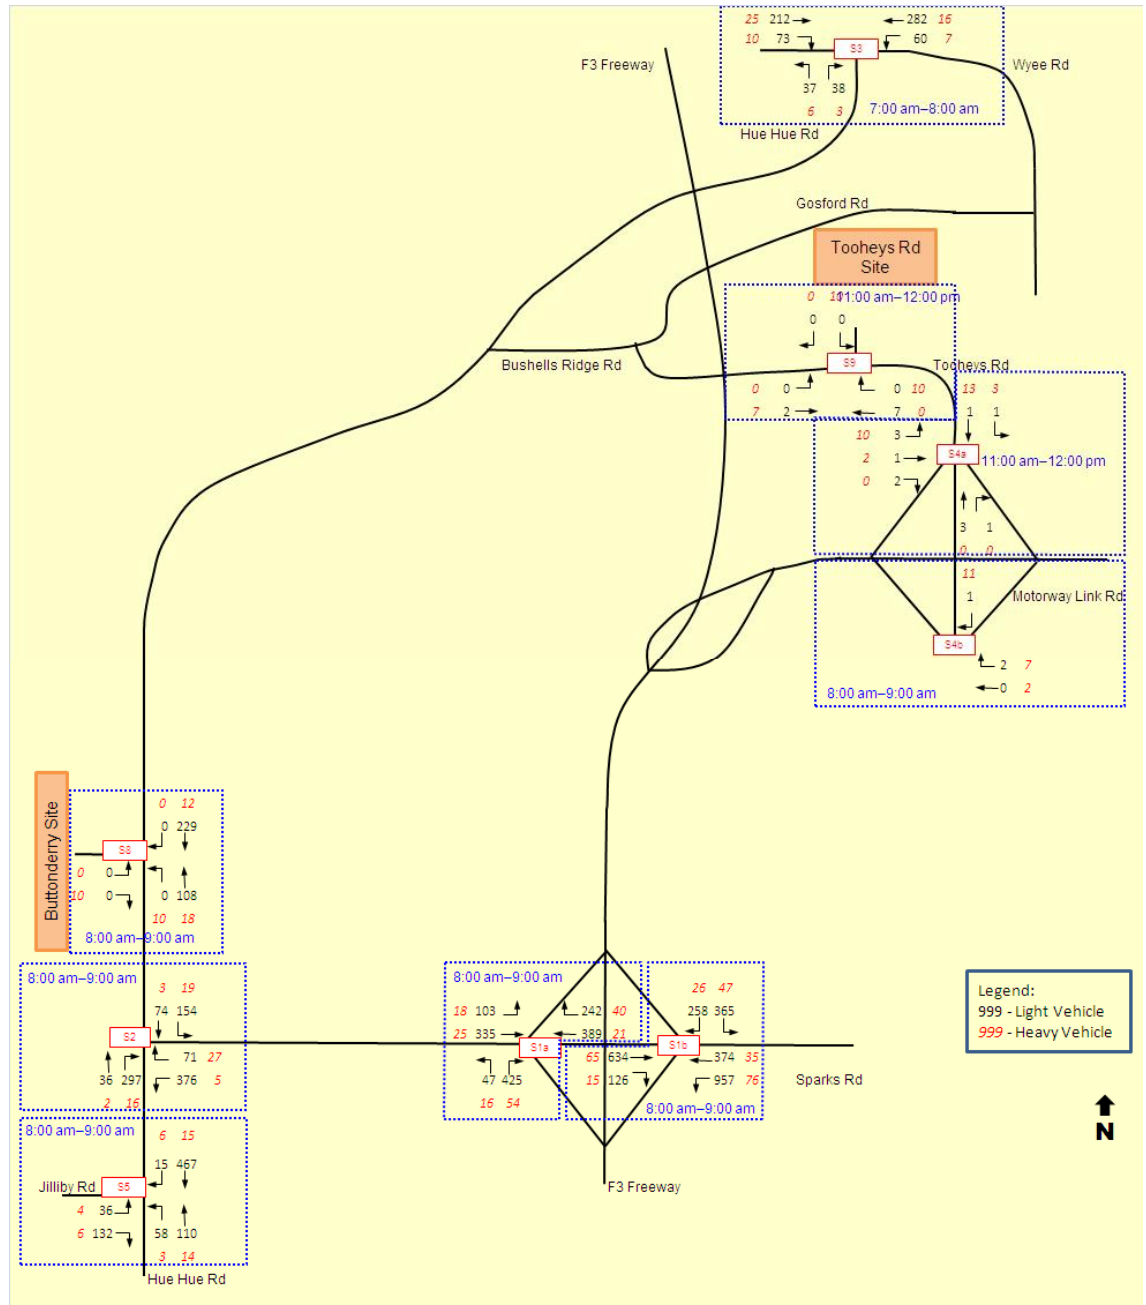 25 212 282 16
10 73 60 7
S3
F3 Freeway
Wyee Rd
37 38
6 3
7:00 am–8:00 am
Hue Hue Rd
Gosford Rd
Tooheys Rd
Site
0 10 11:00 am–12:00 pm
0 0
Bushells Ridge Rd
S9
Tooheys Rd
0 0 0 10
7 2 7 0
13 3
1 1
10 3
2 1
0 2
S4a
11:00 am–12:00 pm
3 1
0 0
11
1
Motorway Link Rd
S4b
2 7
0 2
8:00 am–9:00 am
Buttonderry Site
0 12
0 229
S8
0 0
10 0
0 108
10 18
8:00 am–9:00 am
8:00 am–9:00 am
3 19
74 154
S2
71 27
36 297 376 5
2 16
8:00 am–9:00 am
18 103 242 40
25 335 389 21
S1a
47 425
16 54
26 47
258 365
S1b
65 634 374 35
15 126 957 76
8:00 am–9:00 am
Sparks Rd
F3 Freeway
Legend:
999 - Light Vehicle
999 - Heavy Vehicle
N
8:00 am–9:00 am
6 15
15 467
Jilliby Rd
S5
4 36
6 132
58 110
3 14
Hue Hue Rd